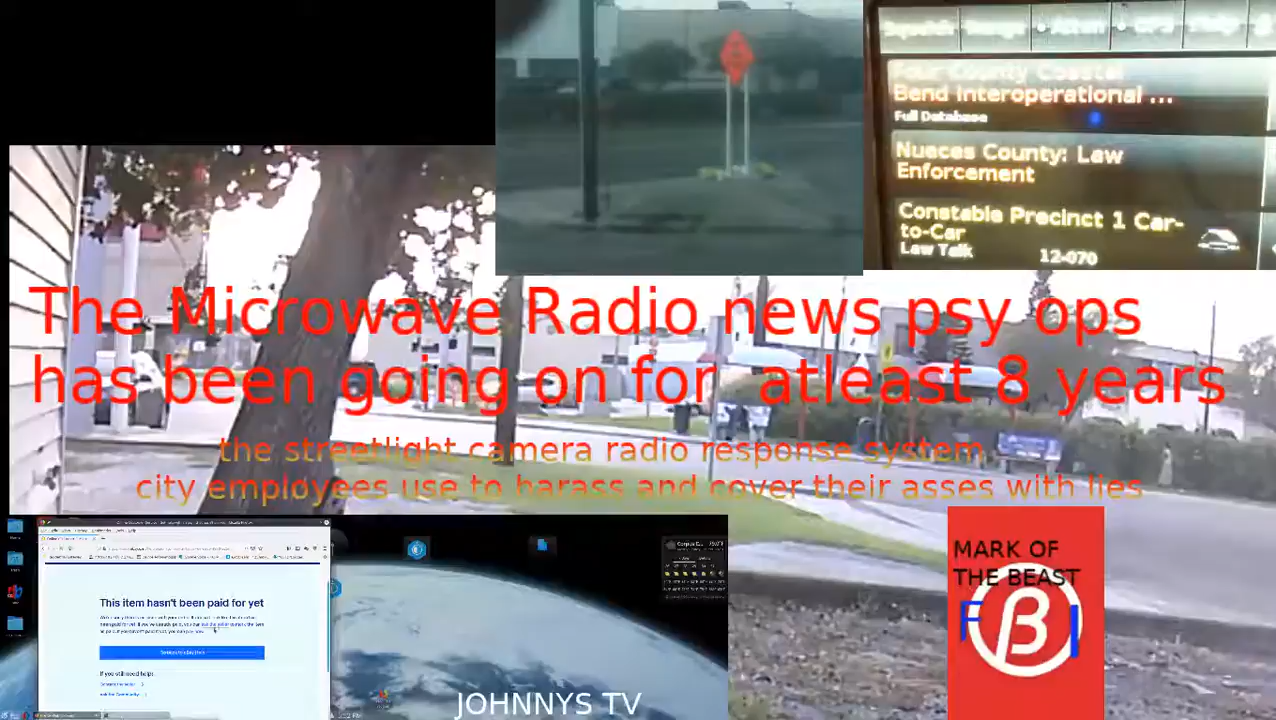 Four County Coastal
Bend Interoperational ...
Full Database
Nueces County: Law
Enforcement
Constable Precinct 1 Car-
to-Car
Law Talk
12-070
The Microwave Radio news psy ops
has been going on for atleast 8 years
the streetlight camera radio response system
city employees use to harass and cover their asses with lies
This item hasn't been paid for yet
If you still need help:
MARK OF
THE BEAST
F β I
JOHNNYS TV